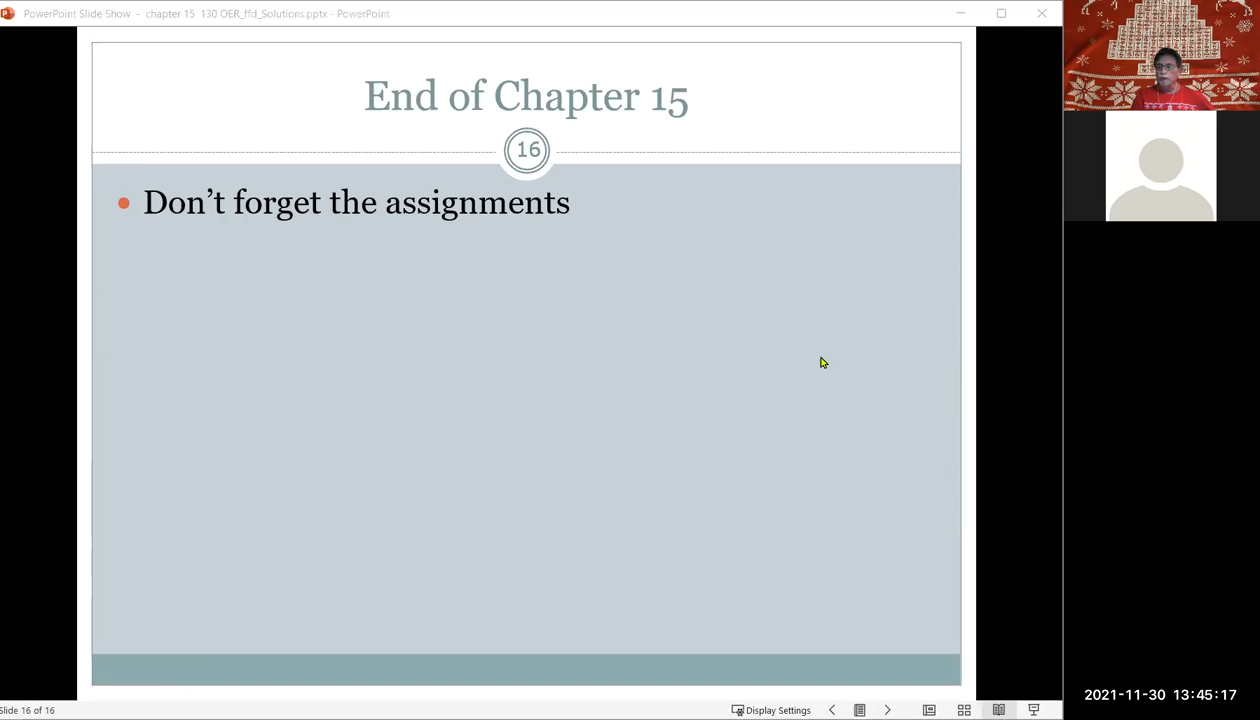 PowerPoint Slide Show - chapter 15 130 OER_ffd_Solutions.pptx - PowerPoint
End of Chapter 15
16
Don’t forget the assignments
2021-11-30 13:45:17
Slide 16 of 16
Display Settings